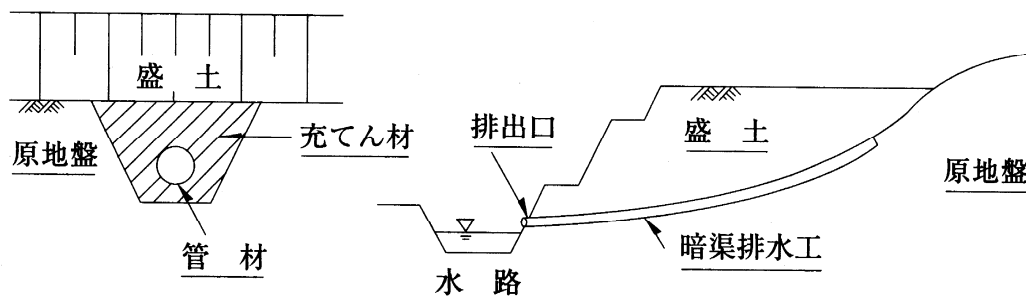 盛 土
充てん材
原地盤
管 材
排出口
盛 土
原地盤
暗渠排水工
水 路